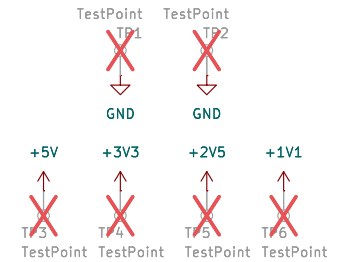 TestPoint TestPoint
TP1 TP2
GND GND
+5V +3V3 +2V5 +1V1
TP3 TP4 TP5 TP6
TestPoint TestPoint TestPoint TestPoint